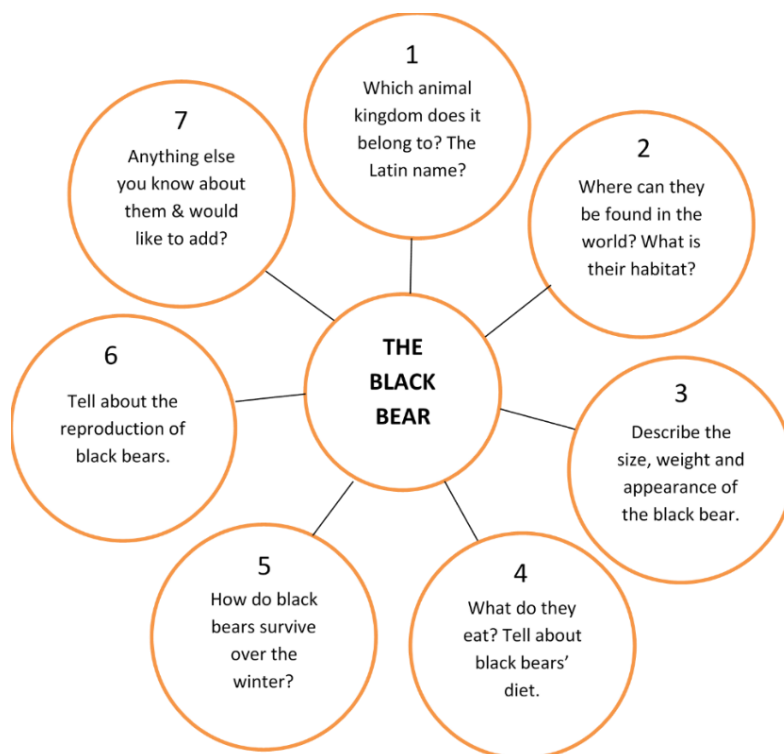 THE
BLACK
BEAR
1
Which animal
kingdom does it
belong to? The
Latin name?
2
Where can they
be found in the
world? What is
their habitat?
3
Describe the
size, weight and
appearance of
the black bear.
4
What do they
eat? Tell about
black bears’
diet.
5
How do black
bears survive
over the
winter?
6
Tell about the
reproduction of
black bears.
7
Anything else
you know about
them & would
like to add?